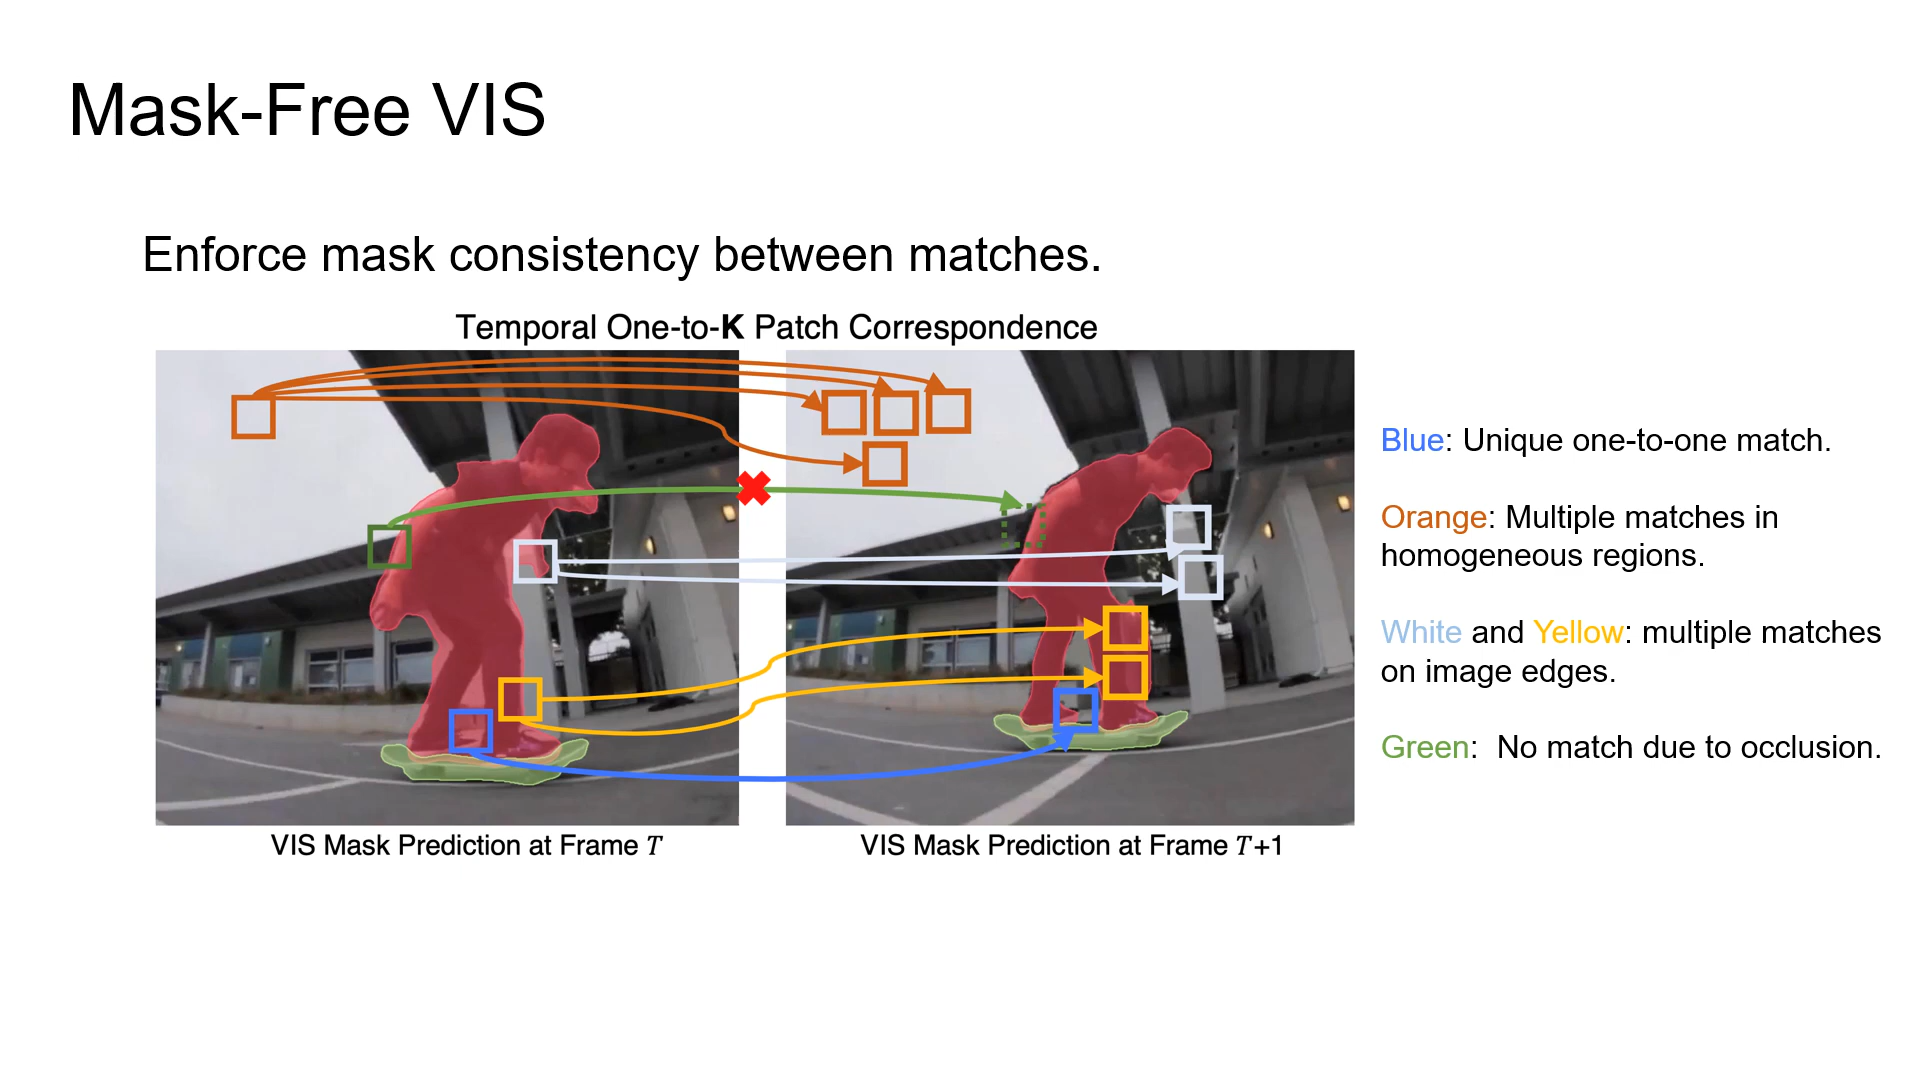 Mask-Free VIS
Enforce mask consistency between matches.
Temporal One-to-K Patch Correspondence
Blue: Unique one-to-one match.
Orange: Multiple matches in
homogeneous regions.
White and Yellow: multiple matches
on image edges.
Green:  No match due to occlusion.
VIS Mask Prediction at Frame T
VIS Mask Prediction at Frame T+1